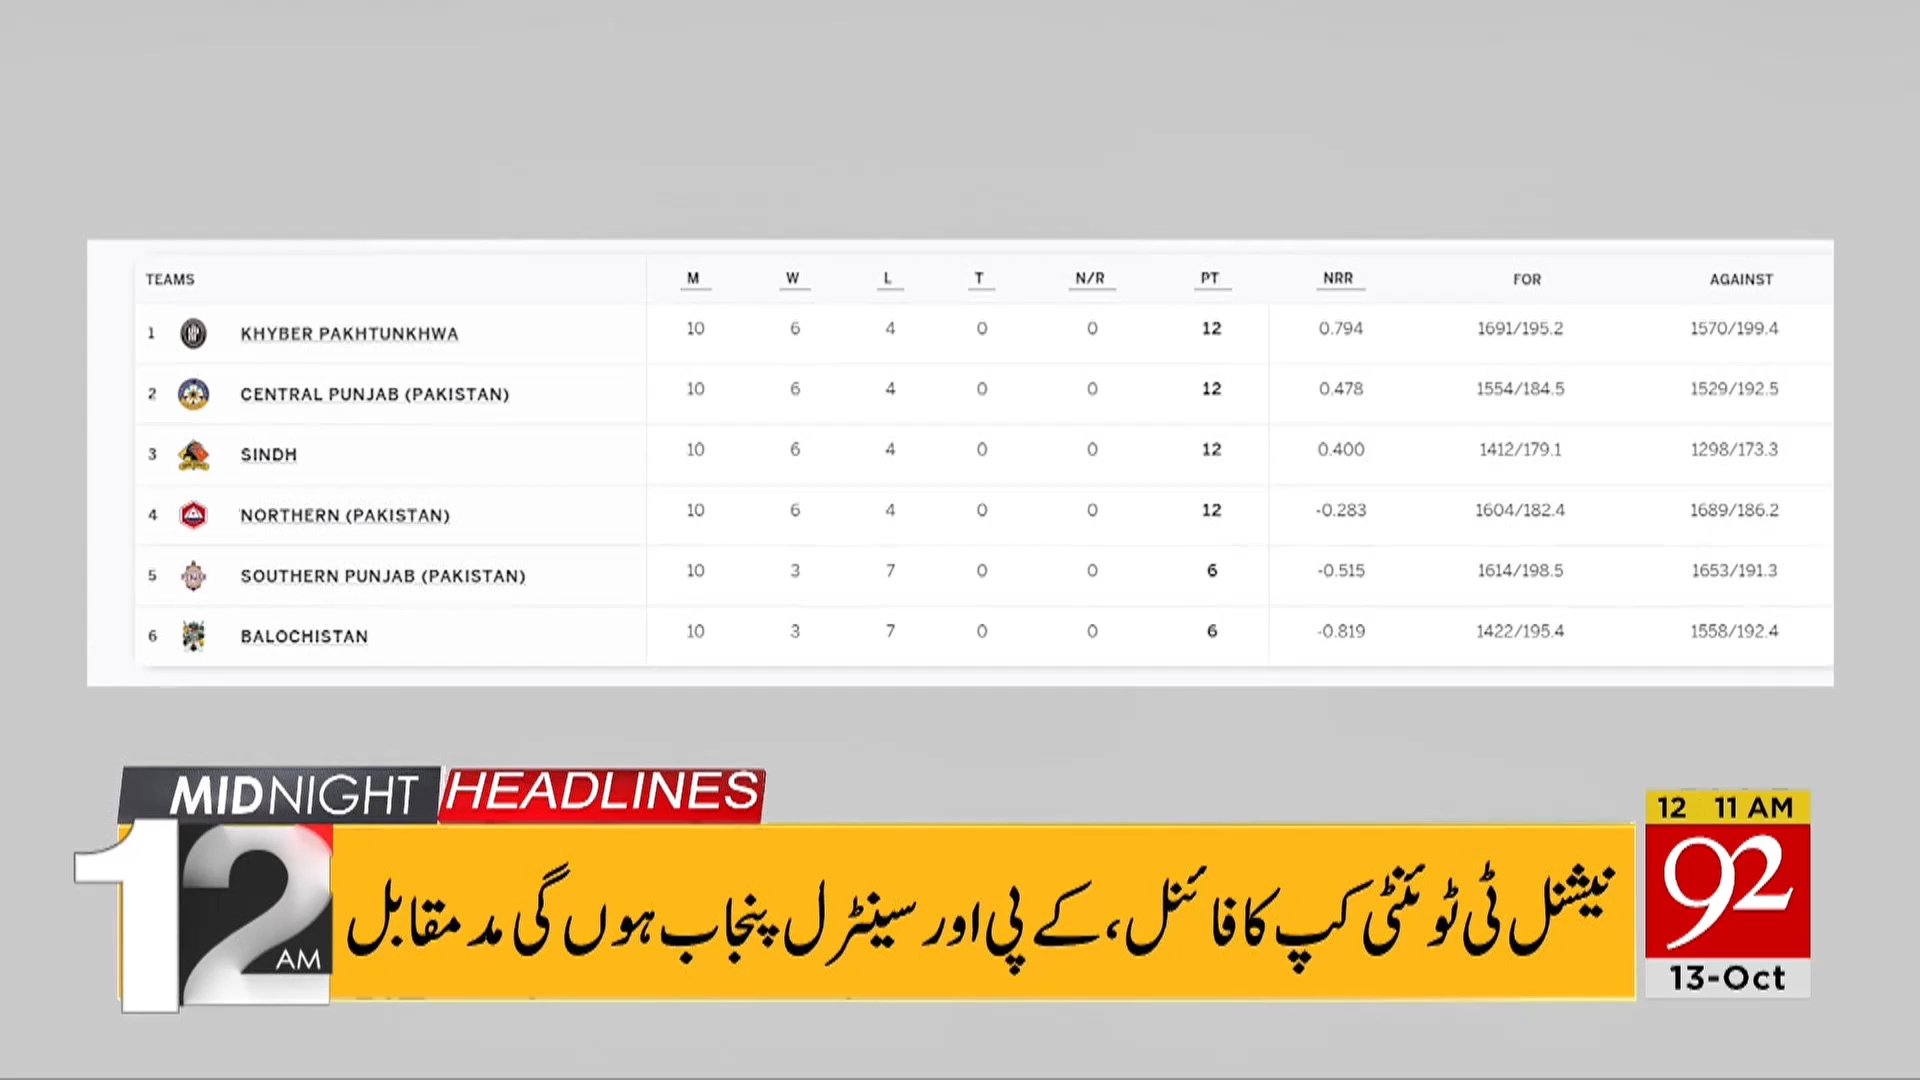 TEAMS M W L T N/R PT NRR FOR AGAINST
1 KHYBER PAKHTUNKHWA 10 6 4 0 0 12 0.794 1691/195.2 1570/199.4
2 CENTRAL PUNJAB (PAKISTAN) 10 6 4 0 0 12 0.478 1554/184.5 1529/192.5
3 SINDH 10 6 4 0 0 12 0.400 1412/179.1 1298/173.3
4 NORTHERN (PAKISTAN) 10 6 4 0 0 12 -0.283 1604/182.4 1689/186.2
5 SOUTHERN PUNJAB (PAKISTAN) 10 3 7 0 0 6 -0.515 1614/198.5 1653/191.3
6 BALOCHISTAN 10 3 7 0 0 6 -0.819 1422/195.4 1558/192.4
MIDNIGHT HEADLINES
12 AM
نیشنل ٹی ٹوئنٹی کپ کا فائنل، کے پی اور سینٹرل پنجاب ہوں گی مد مقابل
12 11 AM
92
13-Oct